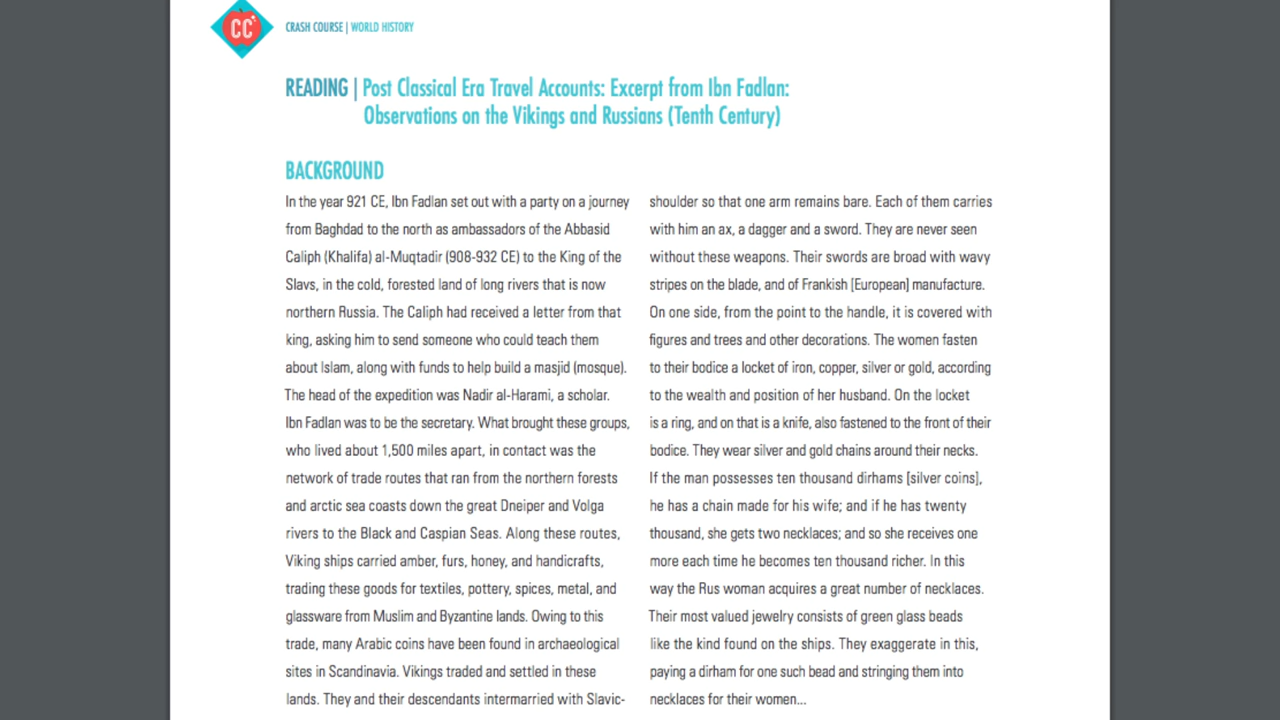 CC
CRASH COURSE | WORLD HISTORY
READING | Post Classical Era Travel Accounts: Excerpt from Ibn Fadlan:
Observations on the Vikings and Russians (Tenth Century)
BACKGROUND
In the year 921 CE, Ibn Fadlan set out with a party on a journey
from Baghdad to the north as ambassadors of the Abbasid
Caliph (Khalifa) al-Muqtadir (908-932 CE) to the King of the
Slavs, in the cold, forested land of long rivers that is now
northern Russia. The Caliph had received a letter from that
king, asking him to send someone who could teach them
about Islam, along with funds to help build a masjid (mosque).
The head of the expedition was Nadir al-Harami, a scholar.
Ibn Fadlan was to be the secretary. What brought these groups,
who lived about 1,500 miles apart, in contact was the
network of trade routes that ran from the northern forests
and arctic sea coasts down the great Dneiper and Volga
rivers to the Black and Caspian Seas. Along these routes,
Viking ships carried amber, furs, honey, and handicrafts,
trading these goods for textiles, pottery, spices, metal, and
glassware from Muslim and Byzantine lands. Owing to this
trade, many Arabic coins have been found in archaeological
sites in Scandinavia. Vikings traded and settled in these
lands. They and their descendants intermarried with Slavic-
shoulder so that one arm remains bare. Each of them carries
with him an ax, a dagger and a sword. They are never seen
without these weapons. Their swords are broad with wavy
stripes on the blade, and of Frankish [European] manufacture.
On one side, from the point to the handle, it is covered with
figures and trees and other decorations. The women fasten
to their bodice a locket of iron, copper, silver or gold, according
to the wealth and position of her husband. On the locket
is a ring, and on that is a knife, also fastened to the front of their
bodice. They wear silver and gold chains around their necks.
If the man possesses ten thousand dirhams [silver coins],
he has a chain made for his wife; and if he has twenty
thousand, she gets two necklaces; and so she receives one
more each time he becomes ten thousand richer. In this
way the Rus woman acquires a great number of necklaces.
Their most valued jewelry consists of green glass beads
like the kind found on the ships. They exaggerate in this,
paying a dirham for one such bead and stringing them into
necklaces for their women...